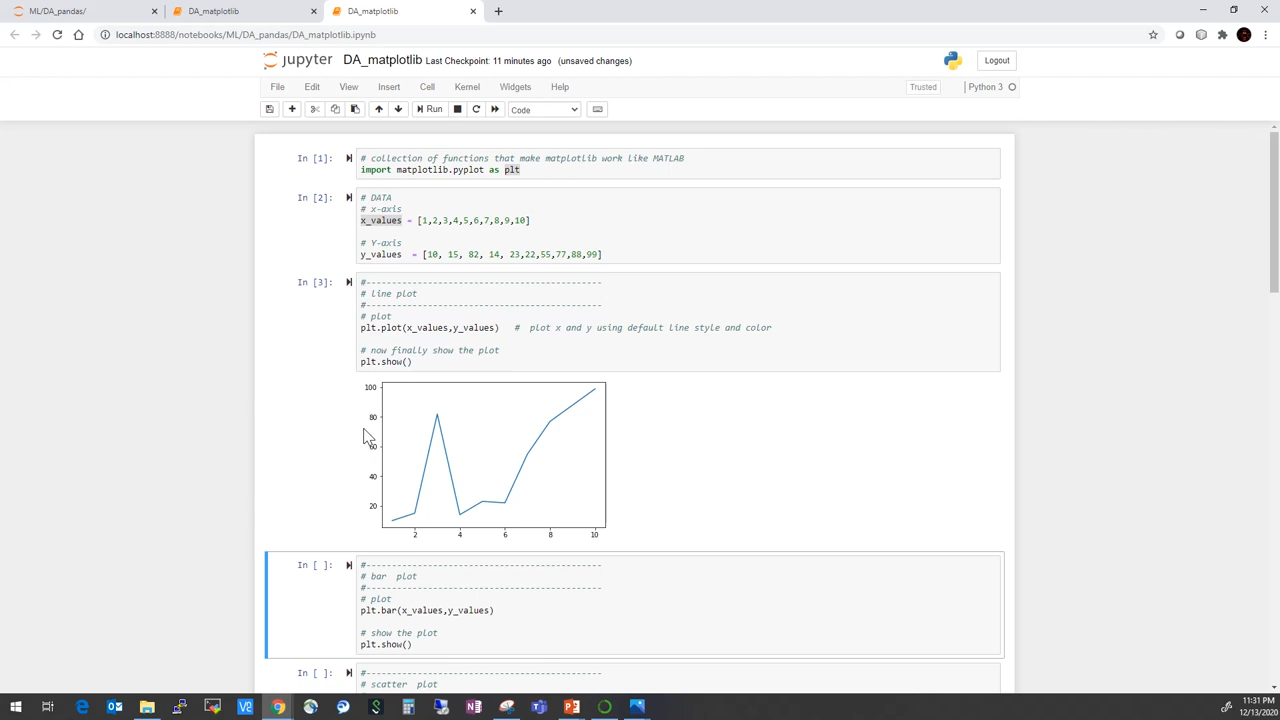 ML/DA_pandas/
DA_matplotlib
DA_matplotlib
localhost:8888/notebooks/ML/DA_pandas/DA_matplotlib.ipynb
jupyter DA_matplotlib Last Checkpoint: 11 minutes ago (unsaved changes)
Logout
File Edit View Insert Cell Kernel Widgets Help
Trusted
Python 3
Run
Code
In [1]:
# collection of functions that make matplotlib work like MATLAB
import matplotlib.pyplot as plt
In [2]:
# DATA
# x-axis
x_values = [1,2,3,4,5,6,7,8,9,10]
# Y-axis
y_values = [10, 15, 82, 14, 23,22,55,77,88,99]
In [3]:
#----------------------------------------------
# line plot
#----------------------------------------------
# plot
plt.plot(x_values,y_values) # plot x and y using default line style and color
# now finally show the plot
plt.show()
100
80
60
40
20
2 4 6 8 10
In [ ]:
#----------------------------------------------
# bar plot
#----------------------------------------------
# plot
plt.bar(x_values,y_values)
# show the plot
plt.show()
In [ ]:
#----------------------------------------------
# scatter plot
11:31 PM
12/13/2020